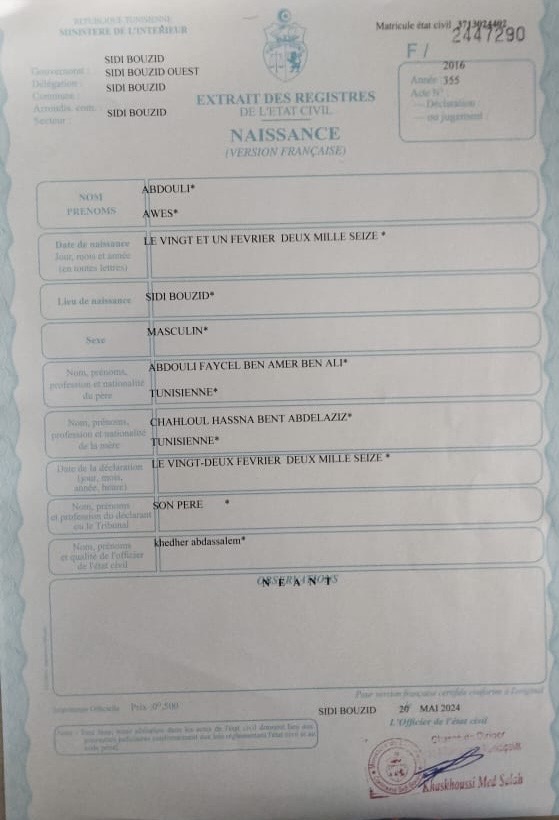 REPUBLIQUE TUNISIENNE
MINISTERE DE L'INTERIEUR
Matricule état civil 3713024402
2447290
F /
Gouvernorat : SIDI BOUZID
Délégation : SIDI BOUZID OUEST
Commune : SIDI BOUZID
Arrondis. com. :
Secteur : SIDI BOUZID
2016
Année 355
Acte N°
— Déclaration
— ou jugement :
EXTRAIT DES REGISTRES
DE L'ETAT CIVIL
NAISSANCE
(VERSION FRANÇAISE)
NOM ABDOULI*
PRENOMS AWES*
Date de naissance LE VINGT ET UN FEVRIER DEUX MILLE SEIZE *
Jour, mois et année
(en toutes lettres)
Lieu de naissance SIDI BOUZID*
Sexe MASCULIN*
Nom, prénoms, ABDOULI FAYCEL BEN AMER BEN ALI*
profession et nationalité
du père TUNISIENNE*
Nom, prénoms, CHAHLOUL HASSNA BENT ABDELAZIZ*
profession et nationalité
de la mère TUNISIENNE*
Date de la déclaration LE VINGT-DEUX FEVRIER DEUX MILLE SEIZE *
(jour, mois,
année, heure)
Nom, prénoms SON PERE *
et profession du déclarant
ou le Tribunal
Nom, prénoms khedher abdassalem*
et qualité de l'officier
de l'état civil
OBSERVATIONS
NEANT
Pour version française certifiée conforme à l'original
Imprimerie Officielle Prix :0ᴰ,500
SIDI BOUZID 20 MAI 2024
L'Officier de l'état civil
Khaskhoussi Med Salah